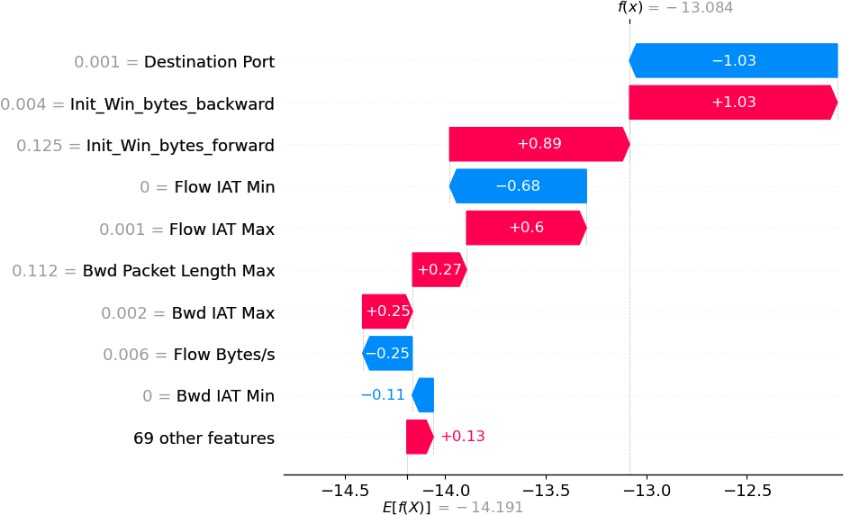 f(x) = −13.084
0.001 = Destination Port
−1.03
0.004 = Init_Win_bytes_backward
+1.03
0.125 = Init_Win_bytes_forward
+0.89
0 = Flow IAT Min
−0.68
0.001 = Flow IAT Max
+0.6
0.112 = Bwd Packet Length Max
+0.27
0.002 = Bwd IAT Max
+0.25
0.006 = Flow Bytes/s
−0.25
0 = Bwd IAT Min
−0.11
69 other features
+0.13
−14.5 −14.0 −13.5 −13.0 −12.5
E[f(X)] = −14.191